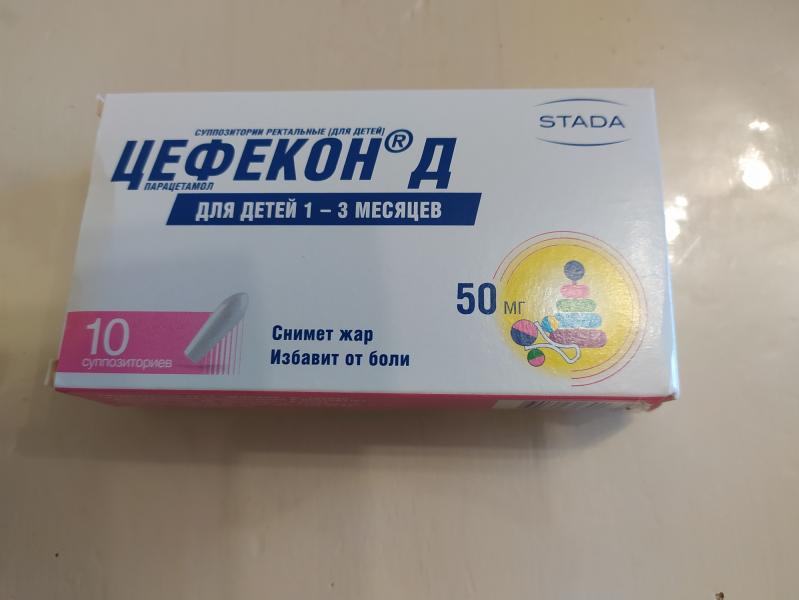 СУППОЗИТОРИИ РЕКТАЛЬНЫЕ (ДЛЯ ДЕТЕЙ)
STADA
ЦЕФЕКОН® Д
ПАРАЦЕТАМОЛ
ДЛЯ ДЕТЕЙ 1 – 3 МЕСЯЦЕВ
50 мг
10
суппозиториев
Снимет жар
Избавит от боли